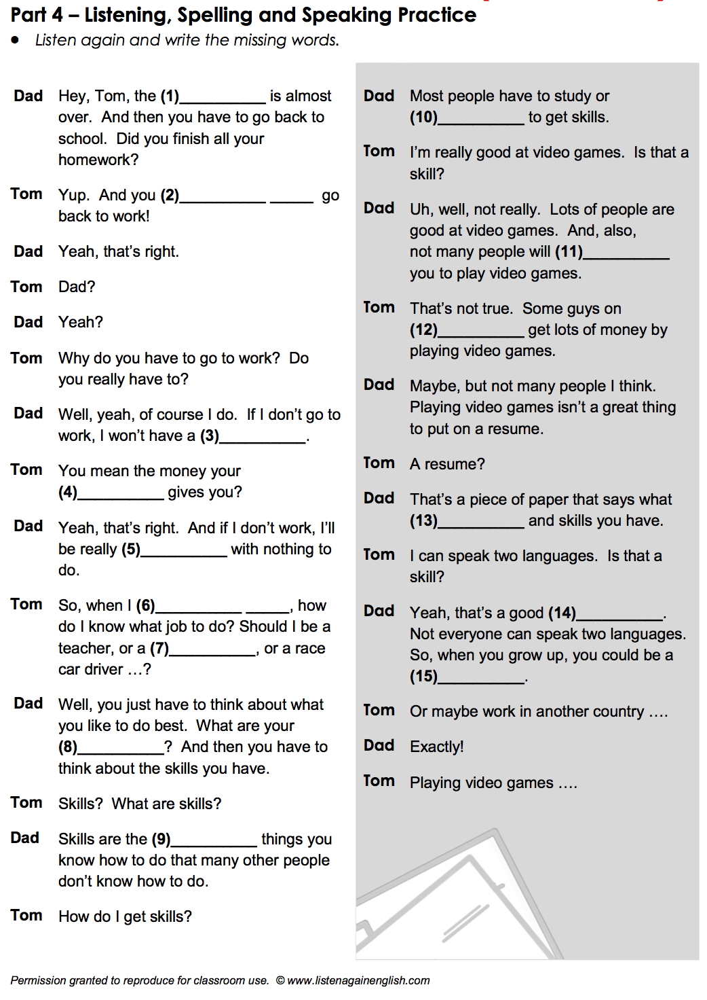 Part 4 – Listening, Spelling and Speaking Practice
● Listen again and write the missing words.
Dad Hey, Tom, the (1)__________ is almost
over. And then you have to go back to
school. Did you finish all your
homework?
Tom Yup. And you (2)__________ _____ go
back to work!
Dad Yeah, that’s right.
Tom Dad?
Dad Yeah?
Tom Why do you have to go to work? Do
you really have to?
Dad Well, yeah, of course I do. If I don’t go to
work, I won’t have a (3)__________.
Tom You mean the money your
(4)__________ gives you?
Dad Yeah, that’s right. And if I don’t work, I’ll
be really (5)__________ with nothing to
do.
Tom So, when I (6)__________ _____, how
do I know what job to do? Should I be a
teacher, or a (7)__________, or a race
car driver …?
Dad Well, you just have to think about what
you like to do best. What are your
(8)__________? And then you have to
think about the skills you have.
Tom Skills? What are skills?
Dad Skills are the (9)__________ things you
know how to do that many other people
don’t know how to do.
Tom How do I get skills?
Dad Most people have to study or
(10)__________ to get skills.
Tom I’m really good at video games. Is that a
skill?
Dad Uh, well, not really. Lots of people are
good at video games. And, also,
not many people will (11)__________
you to play video games.
Tom That’s not true. Some guys on
(12)__________ get lots of money by
playing video games.
Dad Maybe, but not many people I think.
Playing video games isn’t a great thing
to put on a resume.
Tom A resume?
Dad That’s a piece of paper that says what
(13)__________ and skills you have.
Tom I can speak two languages. Is that a
skill?
Dad Yeah, that’s a good (14)__________.
Not everyone can speak two languages.
So, when you grow up, you could be a
(15)__________.
Tom Or maybe work in another country ….
Dad Exactly!
Tom Playing video games ….
Permission granted to reproduce for classroom use. © www.listenagainenglish.com